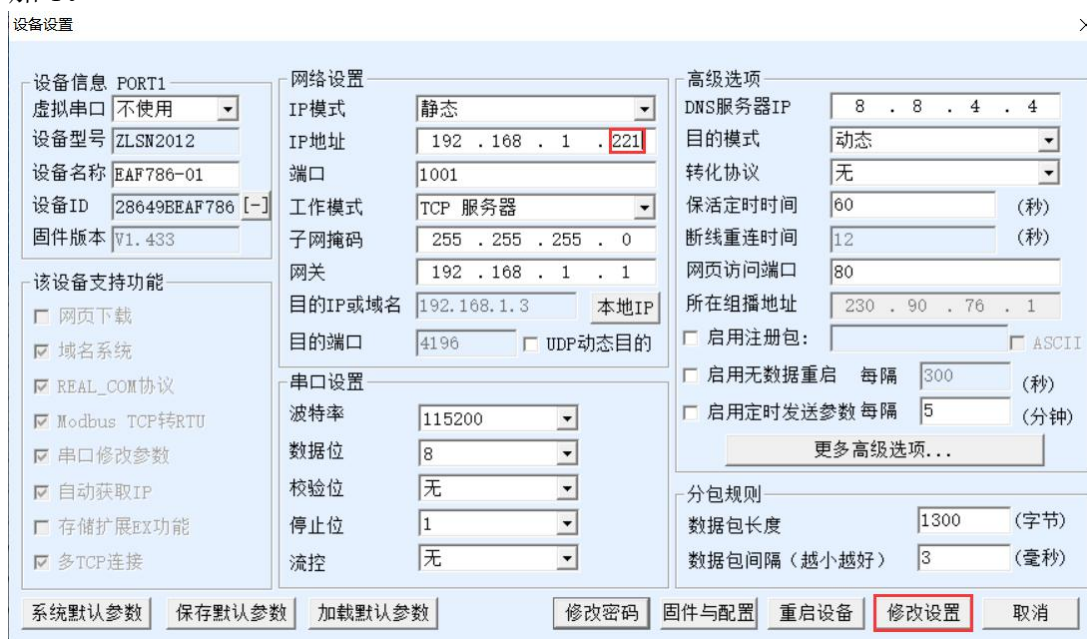 设备设置
设备信息 PORT1
虚拟串口 不使用
设备型号 ZLSN2012
设备名称 EAF786-01
设备ID 28649BEAF786 [-]
固件版本 V1.433
该设备支持功能
网页下载
域名系统
REAL_COM协议
Modbus TCP转RTU
串口修改参数
自动获取IP
存储扩展EX功能
多TCP连接
网络设置
IP模式 静态
IP地址 192 . 168 . 1 . 221
端口 1001
工作模式 TCP 服务器
子网掩码 255 . 255 . 255 . 0
网关 192 . 168 . 1 . 1
目的IP或域名 192.168.1.3 本地IP
目的端口 4196 UDP动态目的
串口设置
波特率 115200
数据位 8
校验位 无
停止位 1
流控 无
高级选项
DNS服务器IP 8 . 8 . 4 . 4
目的模式 动态
转化协议 无
保活定时时间 60 (秒)
断线重连时间 12 (秒)
网页访问端口 80
所在组播地址 230 . 90 . 76 . 1
启用注册包: ASCII
启用无数据重启 每隔 300 (秒)
启用定时发送参数 每隔 5 (分钟)
更多高级选项...
分包规则
数据包长度 1300 (字节)
数据包间隔（越小越好） 3 (毫秒)
系统默认参数 保存默认参数 加载默认参数 修改密码 固件与配置 重启设备 修改设置 取消